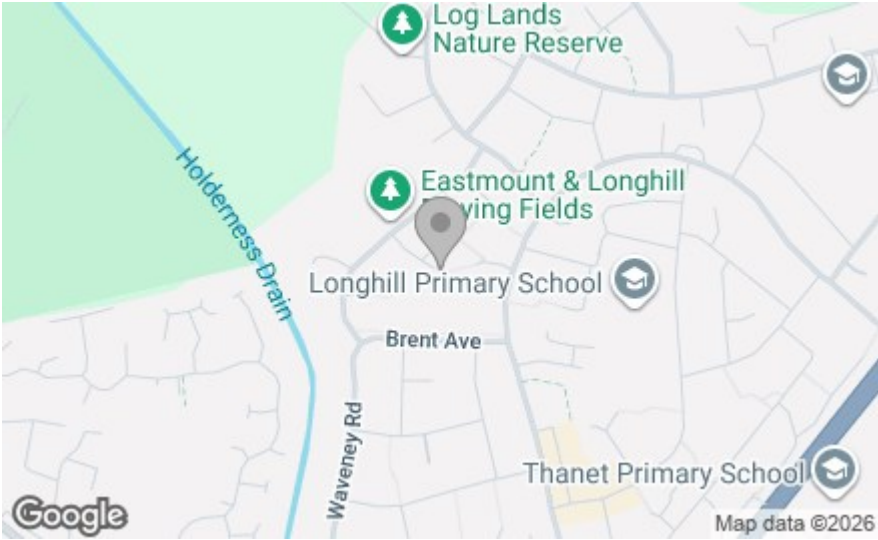 Log Lands
Nature Reserve
Holderness Drain
Eastmount & Longhill
Fields
Longhill Primary School
Brent Ave
Waveney Rd
Thanet Primary School
Google
Map data ©2026